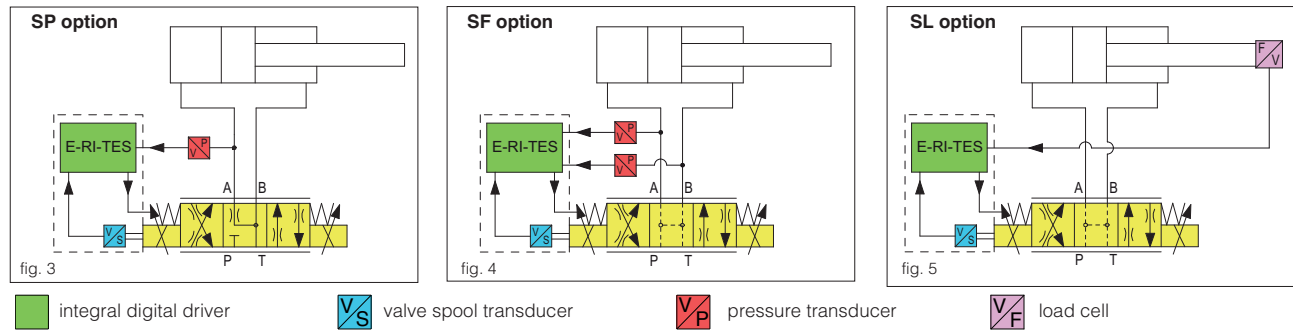 SP option
E-RI-TES
V
P
A
B
V
S
P
T
fig. 3
SF option
E-RI-TES
V
P
V
P
A
B
V
S
P
T
fig. 4
SL option
F
V
E-RI-TES
A
B
V
S
P
T
fig. 5
integral digital driver
V
S
valve spool transducer
V
P
pressure transducer
V
F
load cell